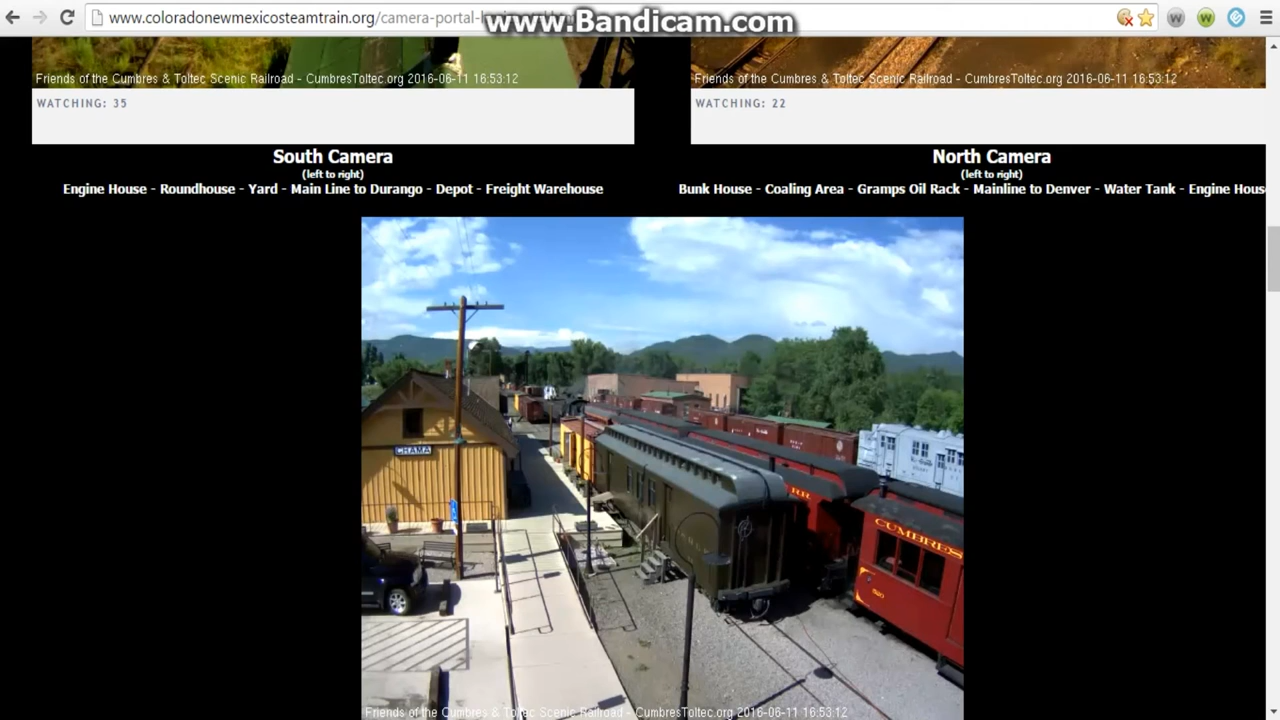 www.coloradonewmexicosteamtrain.org/camera-portal-
www.Bandicam.com
Friends of the Cumbres & Toltec Scenic Railroad - CumbresToltec.org 2016-06-11 16:53:12
Friends of the Cumbres & Toltec Scenic Railroad - CumbresToltec.org 2016-06-11 16:53:12
WATCHING: 35
WATCHING: 22
South Camera
(left to right)
Engine House - Roundhouse - Yard - Main Line to Durango - Depot - Freight Warehouse
North Camera
(left to right)
Bunk House - Coaling Area - Gramps Oil Rack - Mainline to Denver - Water Tank - Engine Hous
CHAMA
RR
CUMBRES
520
Friends of the Cumbres & Toltec Scenic Railroad - CumbresToltec.org 2016-06-11 16:53:12